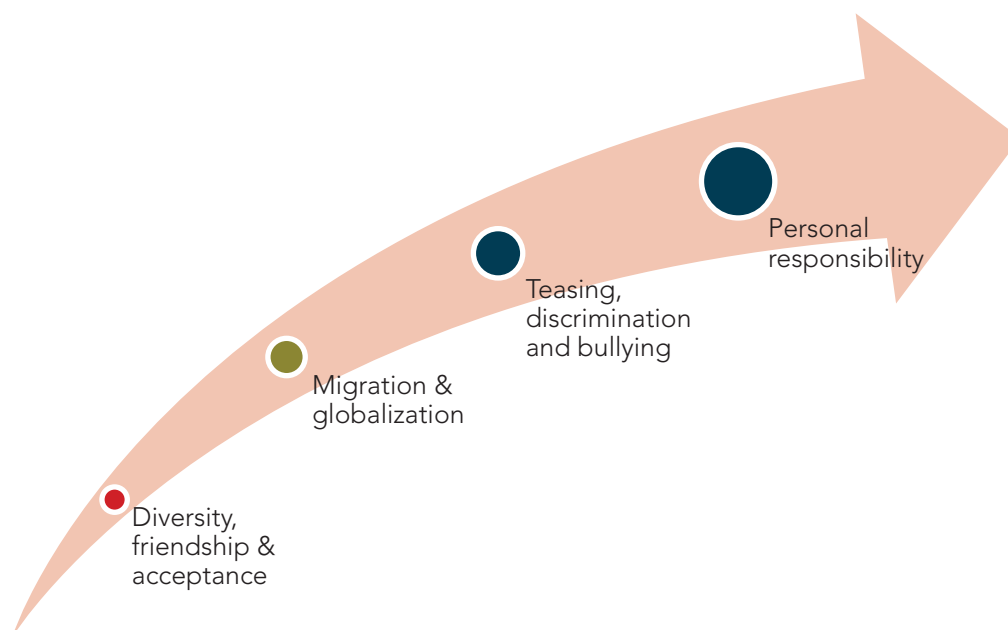 Personal
responsibility
Teasing,
discrimination
and bullying
Migration &
globalization
Diversity,
friendship &
acceptance